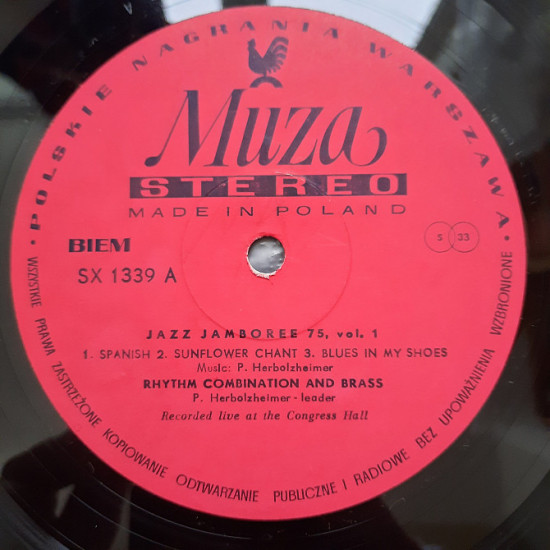 • POLSKIE NAGRANIA WARSZAWA •
Muza
STEREO
MADE IN POLAND
BIEM
S 33
SX 1339 A
JAZZ JAMBOREE 75, vol. 1
1. SPANISH 2. SUNFLOWER CHANT 3. BLUES IN MY SHOES
Music: P. Herbolzheimer
RHYTHM COMBINATION AND BRASS
P. Herbolzheimer - leader
Recorded live at the Congress Hall
WSZYSTKIE PRAWA ZASTRZEŻONE KOPIOWANIE ODTWARZANIE PUBLICZNE I RADIOWE BEZ UPOWAŻNIENIA WZBRONIONE